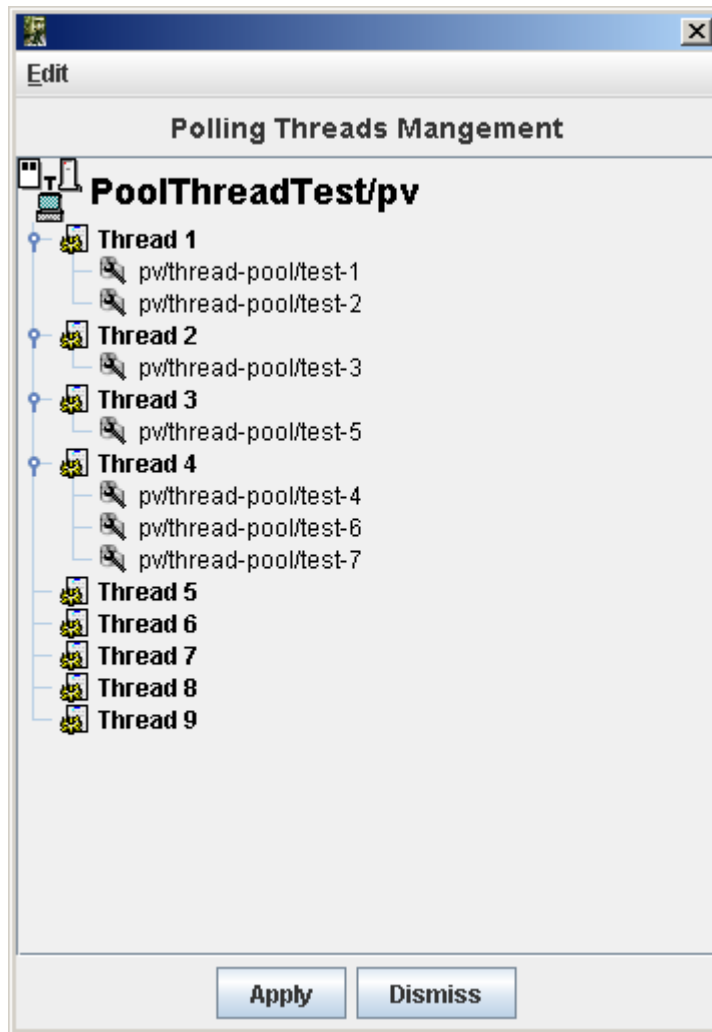 Edit
Polling Threads Mangement
PoolThreadTest/pv
Thread 1
pv/thread-pool/test-1
pv/thread-pool/test-2
Thread 2
pv/thread-pool/test-3
Thread 3
pv/thread-pool/test-5
Thread 4
pv/thread-pool/test-4
pv/thread-pool/test-6
pv/thread-pool/test-7
Thread 5
Thread 6
Thread 7
Thread 8
Thread 9
Apply Dismiss